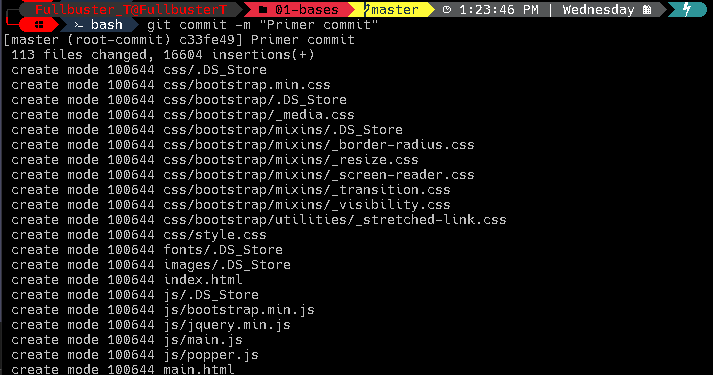 Fullbuster_T@FullbusterT 01-bases master 1:23:46 PM | Wednesday
>_ bash git commit -m "Primer commit"
[master (root-commit) c33fe49] Primer commit
 113 files changed, 16604 insertions(+)
 create mode 100644 css/.DS_Store
 create mode 100644 css/bootstrap.min.css
 create mode 100644 css/bootstrap/.DS_Store
 create mode 100644 css/bootstrap/_media.css
 create mode 100644 css/bootstrap/mixins/.DS_Store
 create mode 100644 css/bootstrap/mixins/_border-radius.css
 create mode 100644 css/bootstrap/mixins/_resize.css
 create mode 100644 css/bootstrap/mixins/_screen-reader.css
 create mode 100644 css/bootstrap/mixins/_transition.css
 create mode 100644 css/bootstrap/mixins/_visibility.css
 create mode 100644 css/bootstrap/utilities/_stretched-link.css
 create mode 100644 css/style.css
 create mode 100644 fonts/.DS_Store
 create mode 100644 images/.DS_Store
 create mode 100644 index.html
 create mode 100644 js/.DS_Store
 create mode 100644 js/bootstrap.min.js
 create mode 100644 js/jquery.min.js
 create mode 100644 js/main.js
 create mode 100644 js/popper.js
 create mode 100644 main.html